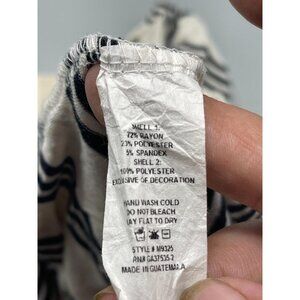 SHELL 1:
72% RAYON
23% POLYESTER
5% SPANDEX
SHELL 2:
100% POLYESTER
EXCLUSIVE OF DECORATION
HAND WASH COLD
DO NOT BLEACH
LAY FLAT TO DRY
STYLE # M9325
MADE IN GUATEMALA